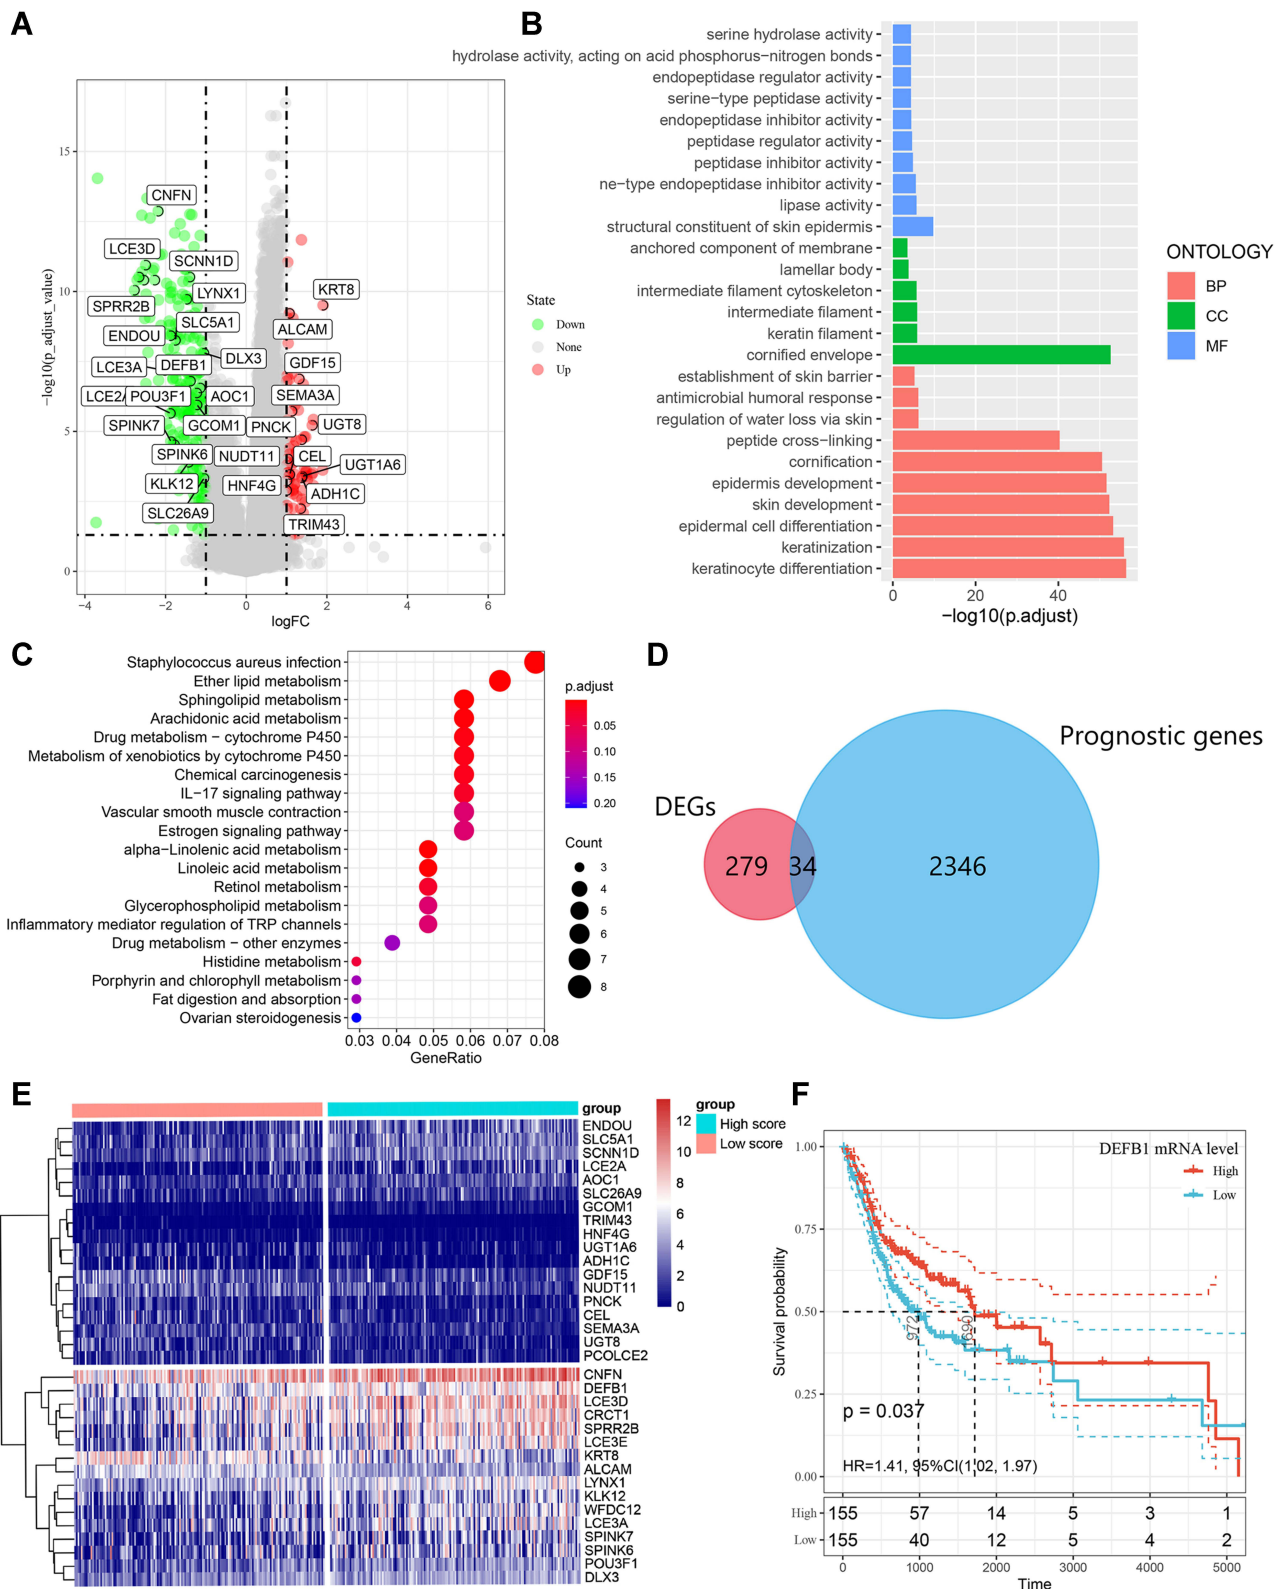 A
15
10
5
0
−4
−2
0
2
4
6
−log10(p_adjust_value)
logFC
CNFN
LCE3D
SCNN1D
SPRR2B
LYNX1
KRT8
SLC5A1
ENDOU
ALCAM
DLX3
LCE3A
DEFB1
GDF15
LCE2A
POU3F1
AOC1
SEMA3A
SPINK7
GCOM1
PNCK
UGT8
SPINK6
NUDT11
CEL
UGT1A6
KLK12
HNF4G
ADH1C
SLC26A9
TRIM43
State
Down
None
Up
B
serine hydrolase activity
hydrolase activity, acting on acid phosphorus−nitrogen bonds
endopeptidase regulator activity
serine−type peptidase activity
endopeptidase inhibitor activity
peptidase regulator activity
peptidase inhibitor activity
ne−type endopeptidase inhibitor activity
lipase activity
structural constituent of skin epidermis
anchored component of membrane
lamellar body
intermediate filament cytoskeleton
intermediate filament
keratin filament
cornified envelope
establishment of skin barrier
antimicrobial humoral response
regulation of water loss via skin
peptide cross−linking
cornification
epidermis development
skin development
epidermal cell differentiation
keratinization
keratinocyte differentiation
0
20
40
−log10(p.adjust)
ONTOLOGY
BP
CC
MF
C
Staphylococcus aureus infection
Ether lipid metabolism
Sphingolipid metabolism
Arachidonic acid metabolism
Drug metabolism − cytochrome P450
Metabolism of xenobiotics by cytochrome P450
Chemical carcinogenesis
IL−17 signaling pathway
Vascular smooth muscle contraction
Estrogen signaling pathway
alpha−Linolenic acid metabolism
Linoleic acid metabolism
Retinol metabolism
Glycerophospholipid metabolism
Inflammatory mediator regulation of TRP channels
Drug metabolism − other enzymes
Histidine metabolism
Porphyrin and chlorophyll metabolism
Fat digestion and absorption
Ovarian steroidogenesis
0.03 0.04 0.05 0.06 0.07 0.08
GeneRatio
p.adjust
0.05
0.10
0.15
0.20
Count
3
4
5
6
7
8
D
DEGs
Prognostic genes
279
34
2346
E
group
ENDOU
SLC5A1
SCNN1D
LCE2A
AOC1
SLC26A9
GCOM1
TRIM43
HNF4G
UGT1A6
ADH1C
GDF15
NUDT11
PNCK
CEL
SEMA3A
UGT8
PCOLCE2
CNFN
DEFB1
LCE3D
CRCT1
SPRR2B
LCE3E
KRT8
ALCAM
LYNX1
KLK12
WFDC12
LCE3A
SPINK7
SPINK6
POU3F1
DLX3
12
10
8
6
4
2
0
group
High score
Low score
F
DEFB1 mRNA level
High
Low
1.00
0.75
0.50
0.25
0.00
Survival probability
972
1690
p = 0.037
HR=1.41, 95%CI(1.02, 1.97)
High 155 57 14 5 3 1
Low 155 40 12 5 4 2
0 1000 2000 3000 4000 5000
Time